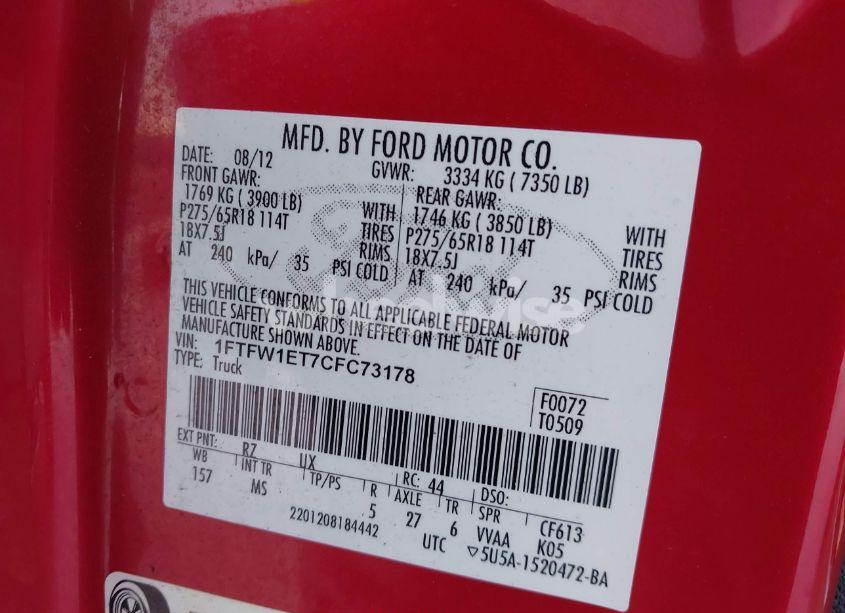 MFD. BY FORD MOTOR CO.
DATE: 08/12 GVWR: 3334 KG ( 7350 LB)
FRONT GAWR: REAR GAWR:
1769 KG ( 3900 LB) WITH 1746 KG ( 3850 LB) WITH
P275/65R18 114T TIRES P275/65R18 114T TIRES
18X7.5J RIMS 18X7.5J RIMS
AT 240 kPa/ 35 PSI COLD AT 240 kPa/ 35 PSI COLD
THIS VEHICLE CONFORMS TO ALL APPLICABLE FEDERAL MOTOR
VEHICLE SAFETY STANDARDS IN EFFECT ON THE DATE OF
MANUFACTURE SHOWN ABOVE.
VIN: 1FTFW1ET7CFC73178
TYPE: Truck
F0072
T0509
EXT PNT: RZ UX RC: 44 DSO:
WB INT TR TP/PS R AXLE TR SPR CF613
157 MS 5 27 6 VVAA K05
2201208184442 UTC ▽5U5A-1520472-BA